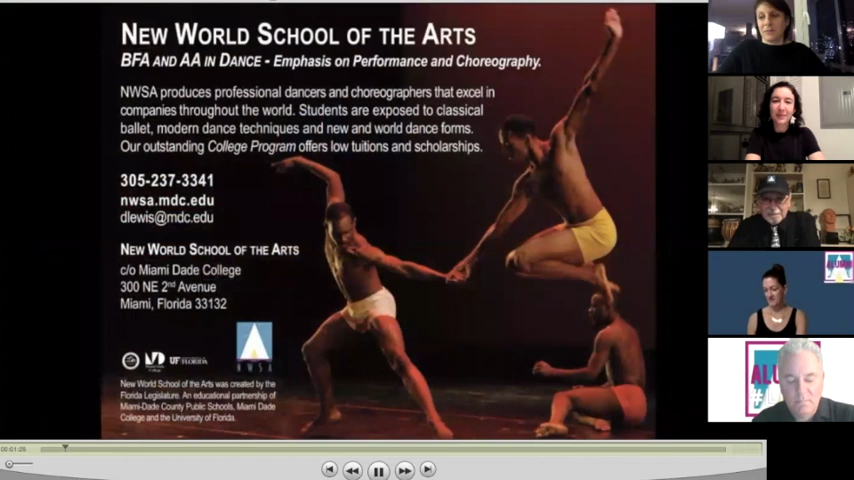 NEW WORLD SCHOOL OF THE ARTS
BFA AND AA IN DANCE - Emphasis on Performance and Choreography.
NWSA produces professional dancers and choreographers that excel in
companies throughout the world. Students are exposed to classical
ballet, modern dance techniques and new and world dance forms.
Our outstanding College Program offers low tuitions and scholarships.
305-237-3341
nwsa.mdc.edu
dlewis@mdc.edu
NEW WORLD SCHOOL OF THE ARTS
c/o Miami Dade College
300 NE 2nd Avenue
Miami, Florida 33132
UF FLORIDA
NWSA
New World School of the Arts was created by the
Florida Legislature. An educational partnership of
Miami-Dade County Public Schools, Miami Dade
College and the University of Florida.
00:01:25